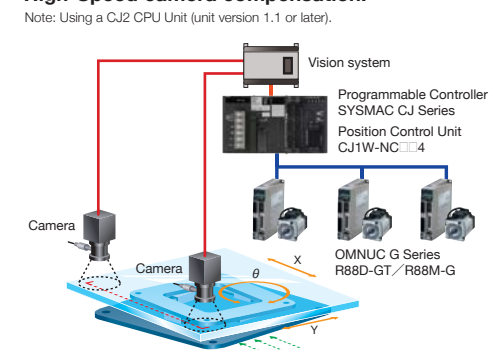 High-Speed camera compensation.
Note: Using a CJ2 CPU Unit (unit version 1.1 or later).
Vision system
Programmable Controller
SYSMAC CJ Series
Position Control Unit
CJ1W-NC□□4
Camera
Camera
θ
X
OMNUC G Series
R88D-GT／R88M-G
Y